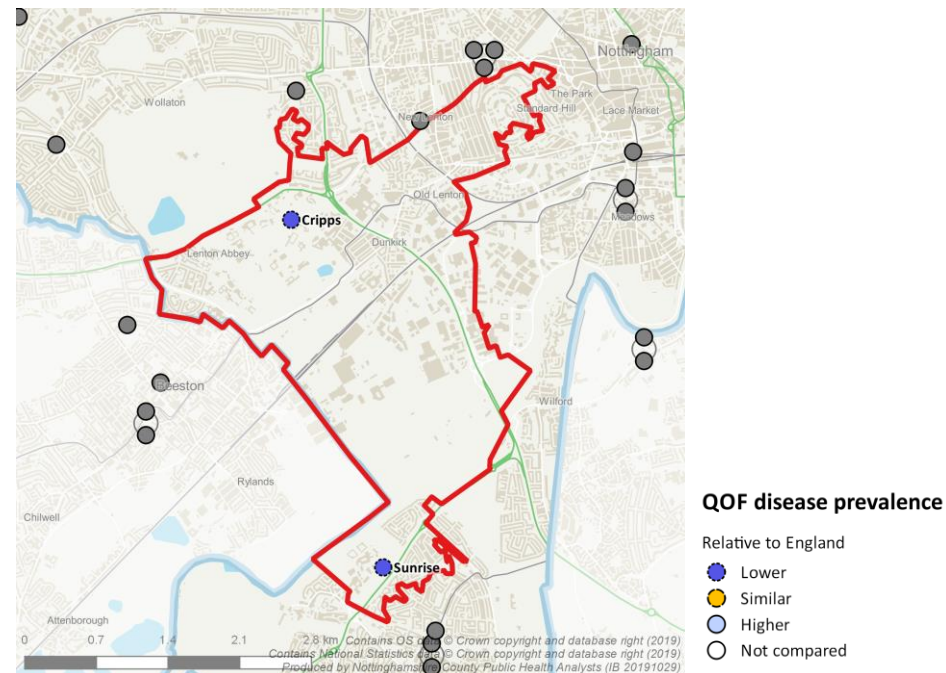 Nottingham
Wollaton
The Park
Standard Hill
Lace Market
New Lenton
Old Lenton
Meadows
Cripps
Dunkirk
Lenton Abbey
Beeston
Wilford
Rylands
Chilwell
Sunrise
Attenborough
0 0.7 1.4 2.1 2.8 km
Contains OS data © Crown copyright and database right (2019)
Contains National Statistics data © Crown copyright and database right (2019)
Produced by Nottinghamshire County Public Health Analysts (IB 20191029)
QOF disease prevalence
Relative to England
Lower
Similar
Higher
Not compared